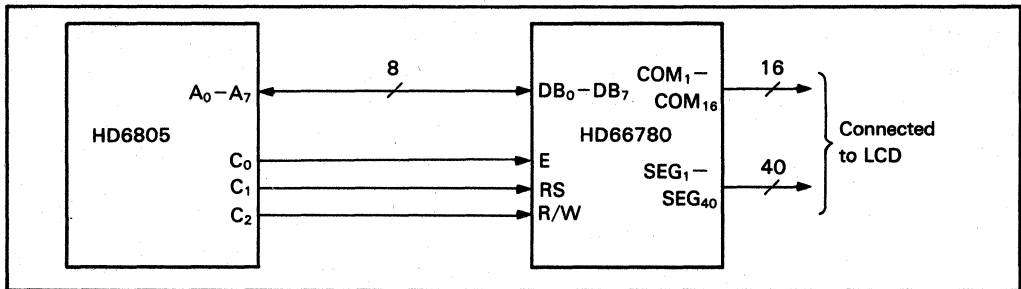 8
16
A₀–A₇
DB₀–DB₇
COM₁–
COM₁₆
HD6805
HD66780
Connected
to LCD
C₀
E
SEG₁–
SEG₄₀
40
C₁
RS
C₂
R/W